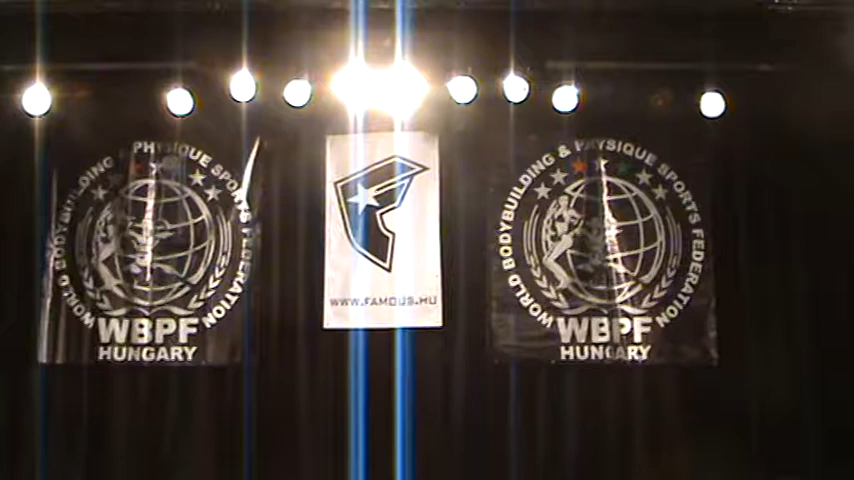 WORLD BODYBUILDING & PHYSIQUE SPORTS FEDERATION
WBPF
HUNGARY
WWW.FAMOUS.HU
WORLD BODYBUILDING & PHYSIQUE SPORTS FEDERATION
WBPF
HUNGARY